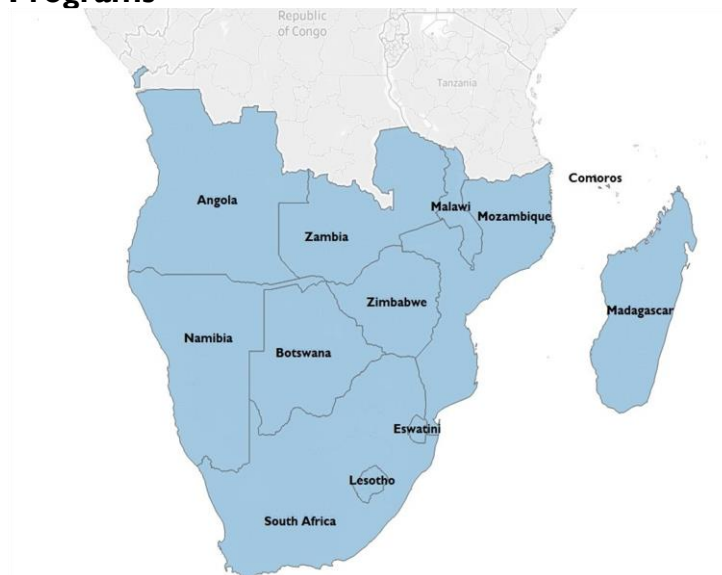 Programs
Republic
of Congo
Tanzania
Comoros
Angola
Malawi
Mozambique
Zambia
Zimbabwe
Madagascar
Namibia
Botswana
Eswatini
Lesotho
South Africa